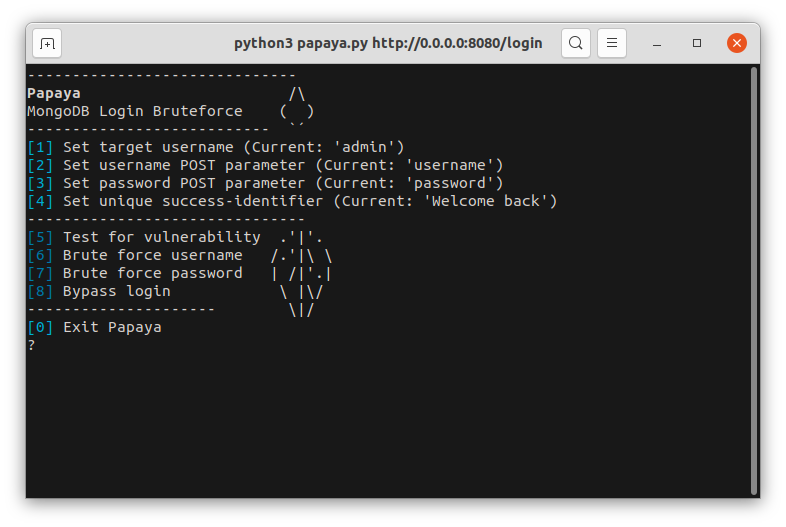 python3 papaya.py http://0.0.0.0:8080/login
------------------------------
Papaya                       /\
MongoDB Login Bruteforce    (  )
---------------------------  ``
[1] Set target username (Current: 'admin')
[2] Set username POST parameter (Current: 'username')
[3] Set password POST parameter (Current: 'password')
[4] Set unique success-identifier (Current: 'Welcome back')
-------------------------------
[5] Test for vulnerability  .'|'.
[6] Brute force username   /.'|\ \
[7] Brute force password   | /|'.|
[8] Bypass login            \ |\/
---------------------        \|/
[0] Exit Papaya
?